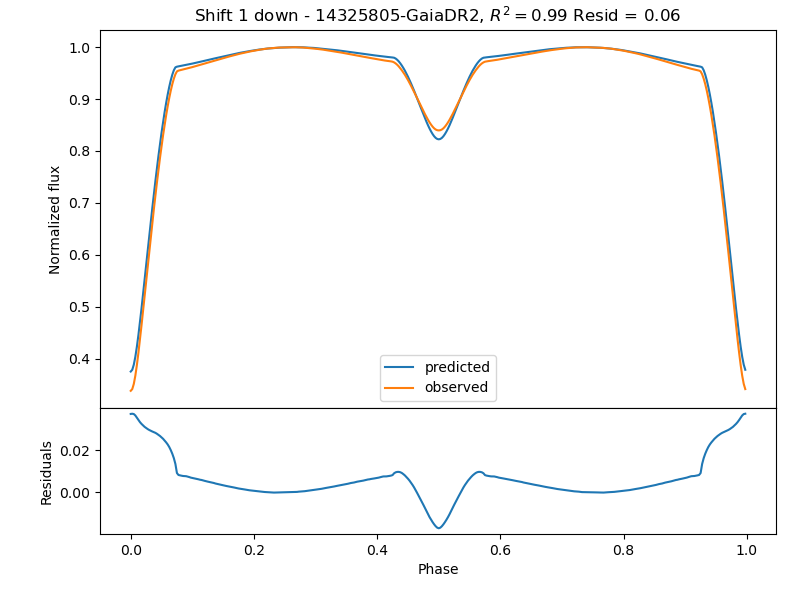 Shift 1 down - 14325805-GaiaDR2, R² = 0.99 Resid = 0.06
1.0
0.9
0.8
0.7
0.6
0.5
0.4
Normalized flux
predicted
observed
0.02
0.00
Residuals
0.0 0.2 0.4 0.6 0.8 1.0
Phase